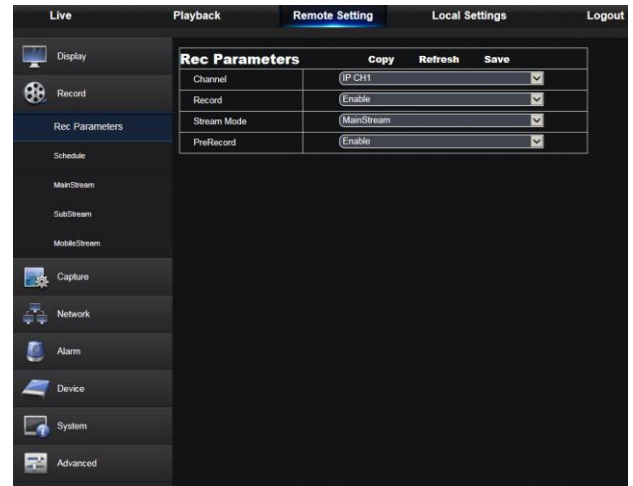 Live Playback Remote Setting Local Settings Logout
Display
Record
Rec Parameters
Schedule
MainStream
SubStream
MobileStream
Capture
Network
Alarm
Device
System
Advanced
Rec Parameters Copy Refresh Save
Channel IP CH1
Record Enable
Stream Mode MainStream
PreRecord Enable